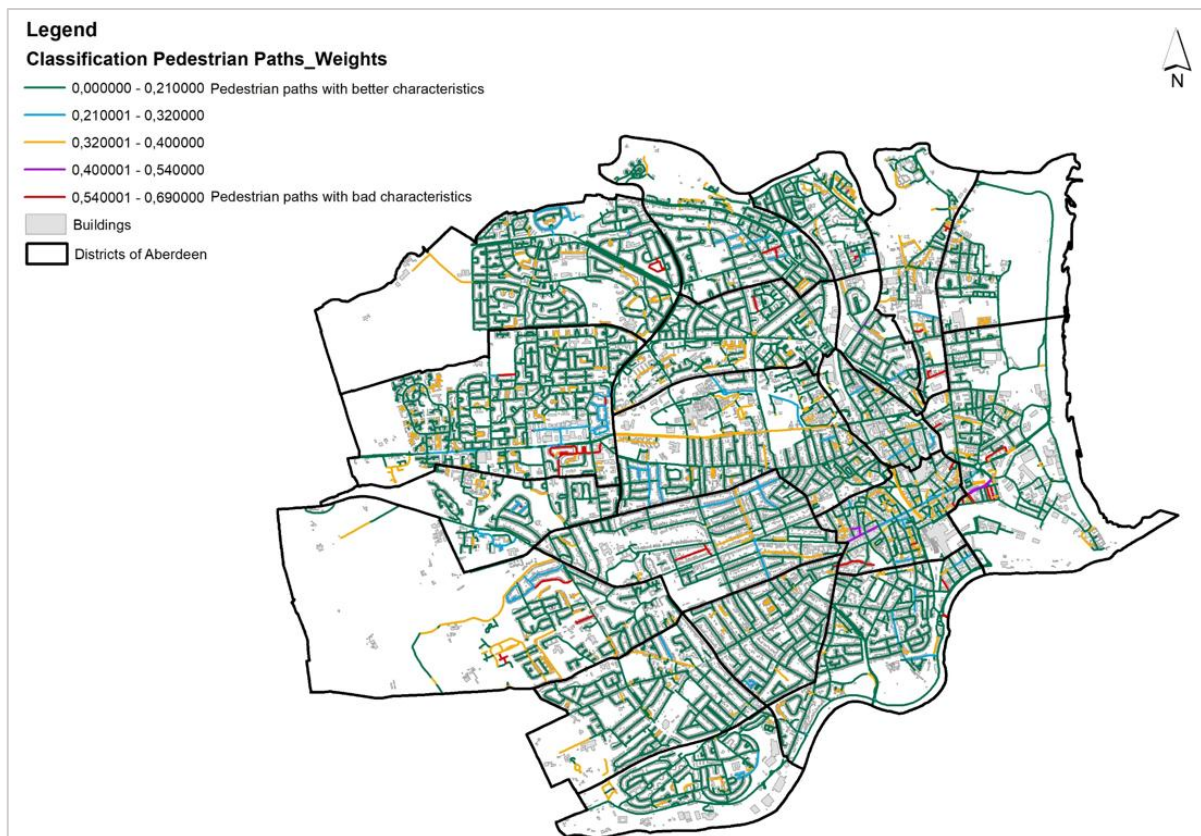 Legend
Classification Pedestrian Paths_Weights
0,000000 - 0,210000 Pedestrian paths with better characteristics
0,210001 - 0,320000
0,320001 - 0,400000
0,400001 - 0,540000
0,540001 - 0,690000 Pedestrian paths with bad characteristics
Buildings
Districts of Aberdeen
N